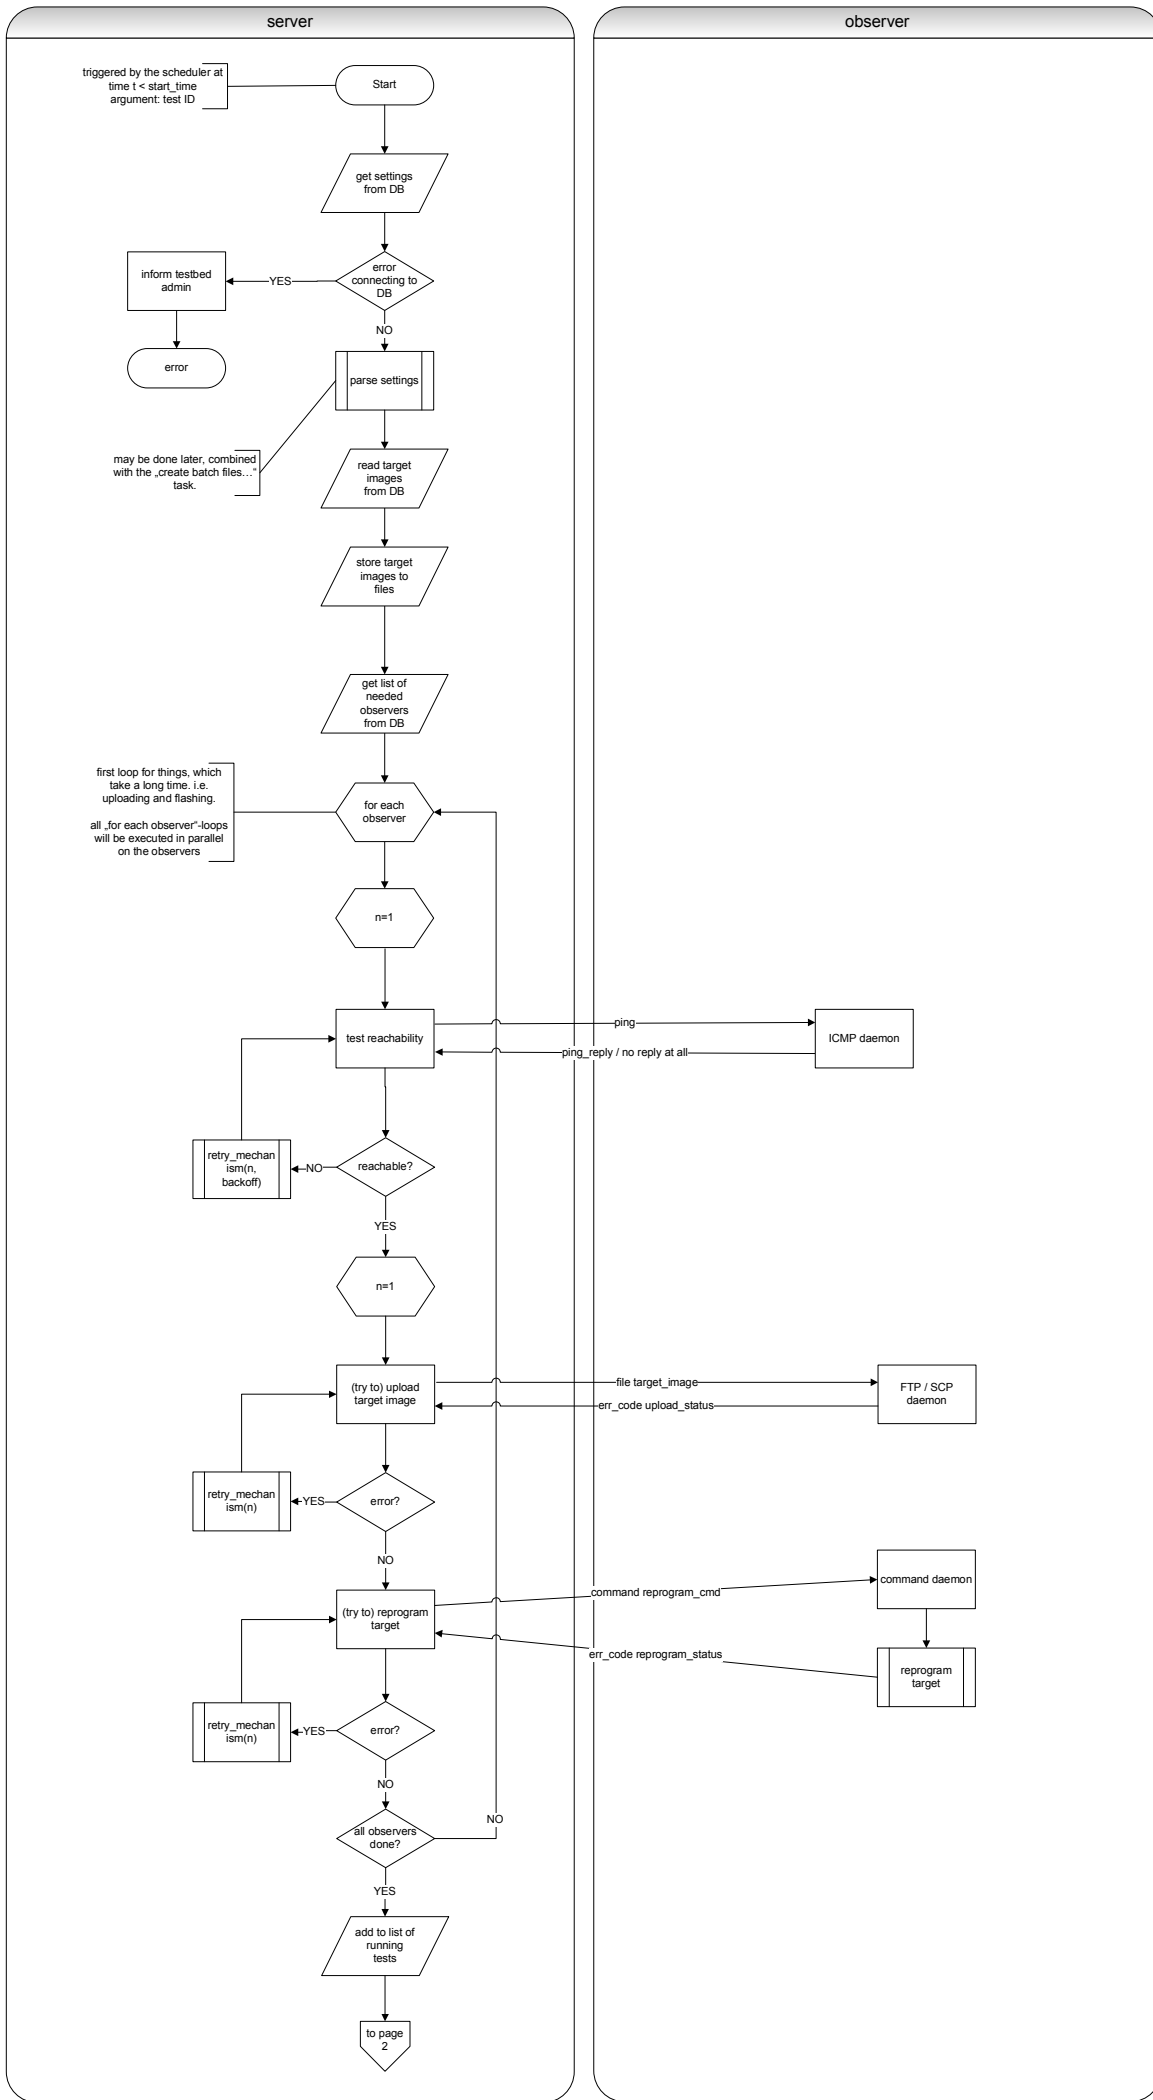 server
observer
triggered by the scheduler at
time t < start_time
argument: test ID
Start
get settings
from DB
error
connecting to
DB
YES
inform testbed
admin
error
NO
parse settings
may be done later, combined
with the „create batch files...“
task.
read target
images
from DB
store target
images to
files
get list of
needed
observers
from DB
first loop for things, which
take a long time. i.e.
uploading and flashing.
all „for each observer“-loops
will be executed in parallel
on the observers
for each
observer
n=1
test reachability
ping
ping_reply / no reply at all
ICMP daemon
retry_mechan
ism(n,
backoff)
NO
reachable?
YES
n=1
(try to) upload
target image
file target_image
err_code upload_status
FTP / SCP
daemon
retry_mechan
ism(n)
YES
error?
NO
(try to) reprogram
target
command reprogram_cmd
command daemon
err_code reprogram_status
reprogram
target
retry_mechan
ism(n)
YES
error?
NO
all observers
done?
NO
YES
add to list of
running
tests
to page
2